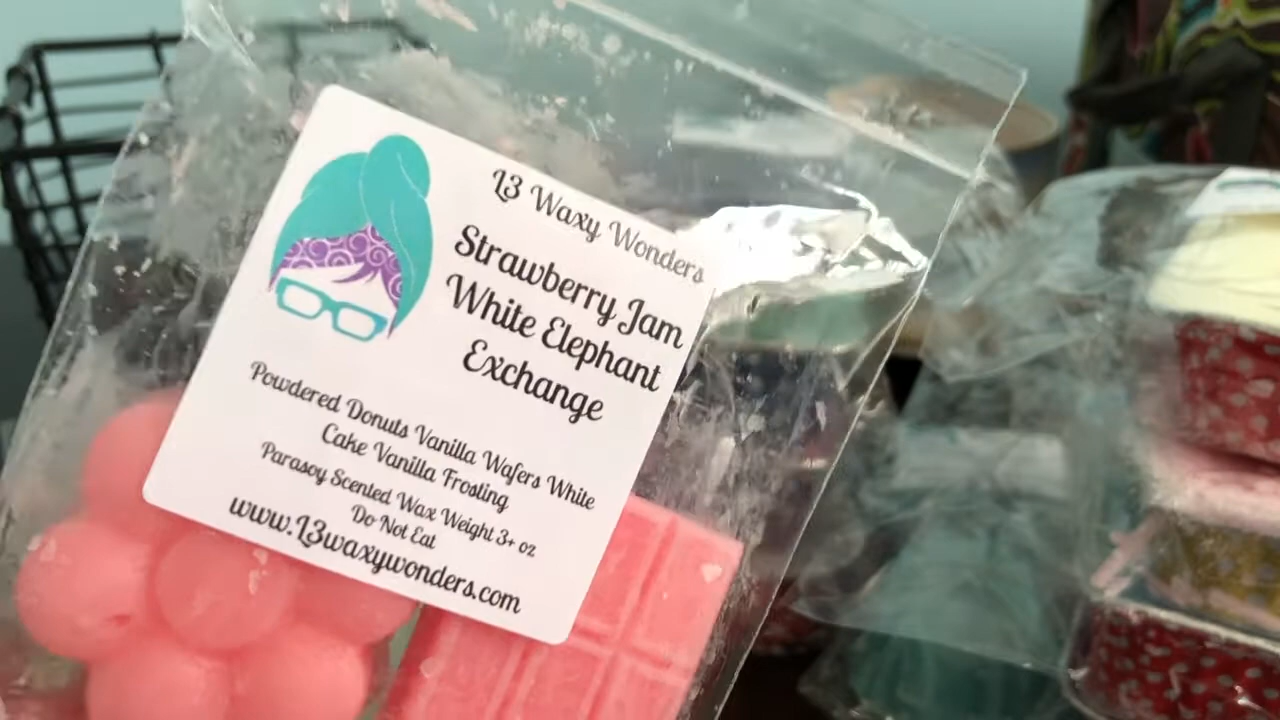 L3 Waxy Wonders
Strawberry Jam
White Elephant
Exchange
Powdered Donuts Vanilla Wafers White
Cake Vanilla Frosting
Parasoy Scented Wax Weight 3+ oz
Do Not Eat
www.L3waxywonders.com